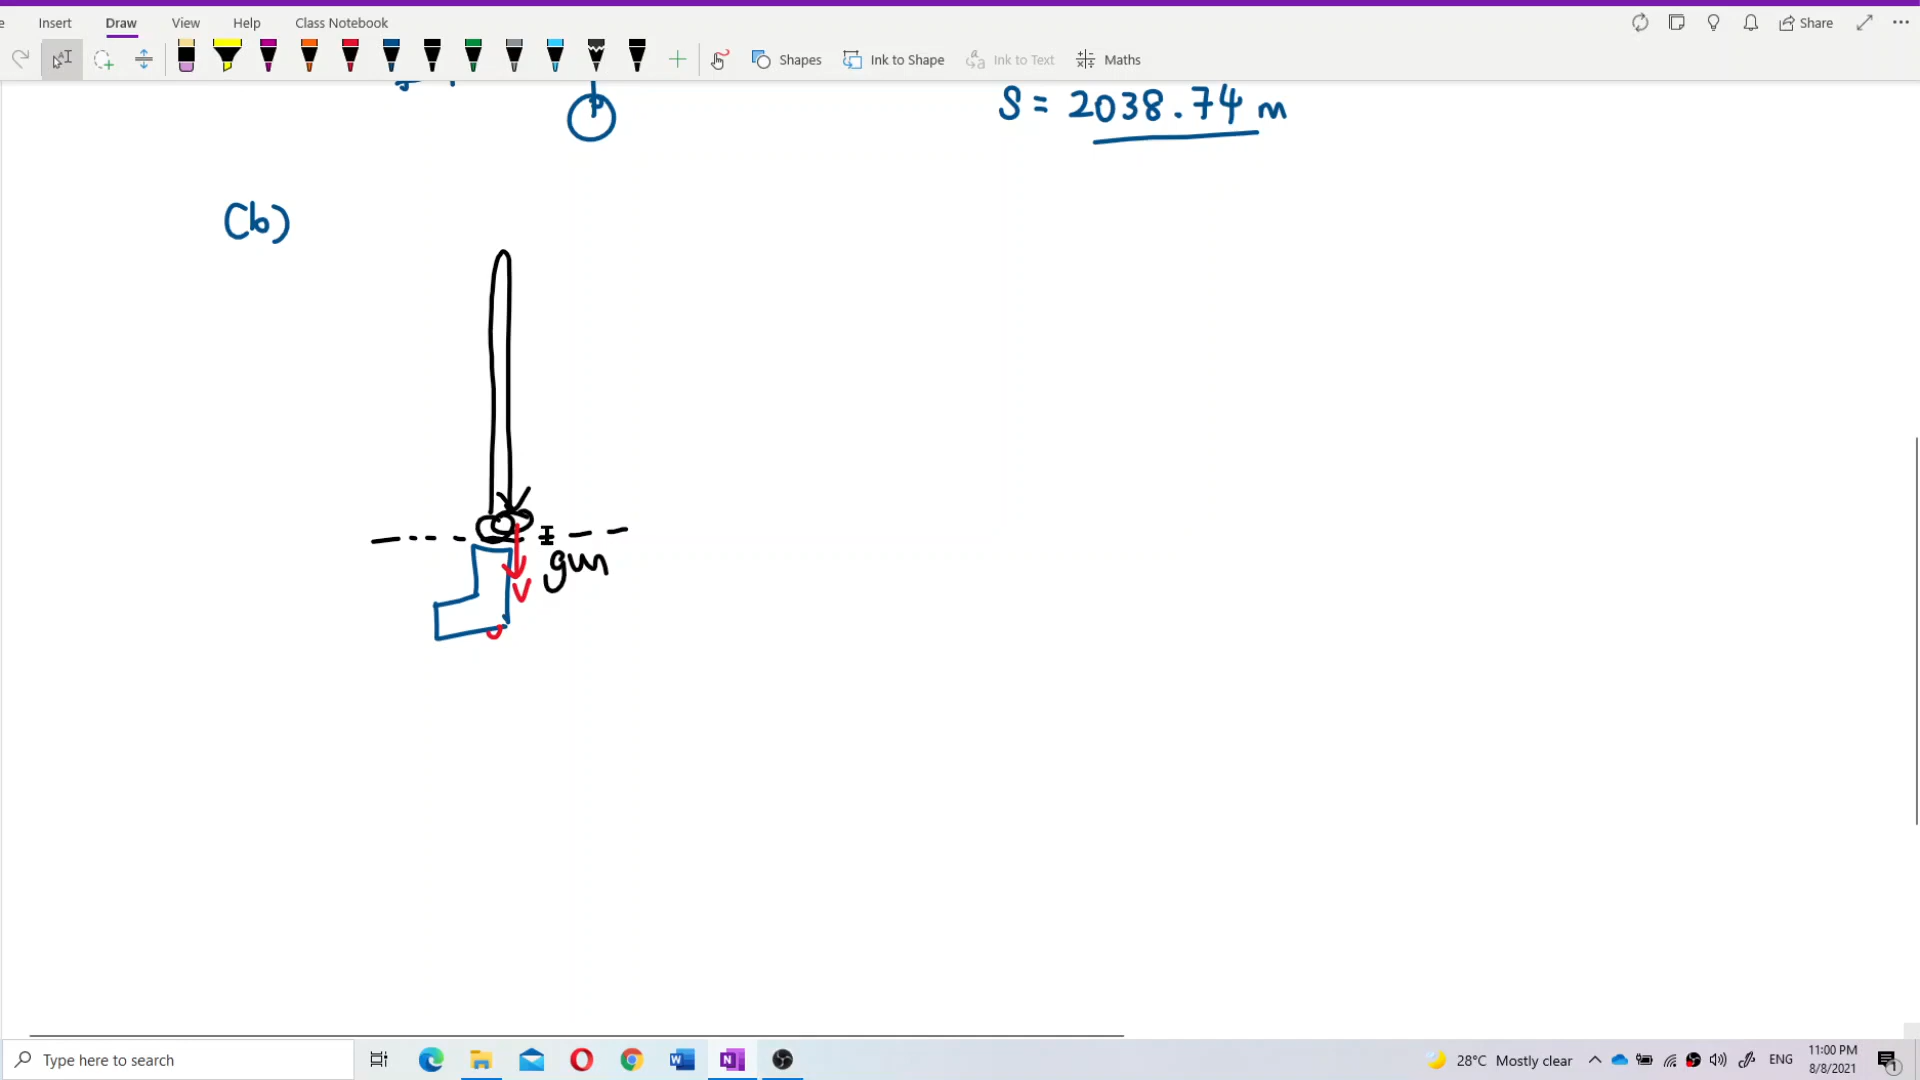 Insert Draw View Help Class Notebook Share
Shapes Ink to Shape Ink to Text Maths
S = 2038.74 m
(b)
gun
v
Type here to search
28°C Mostly clear
ENG
11:00 PM
8/8/2021
1